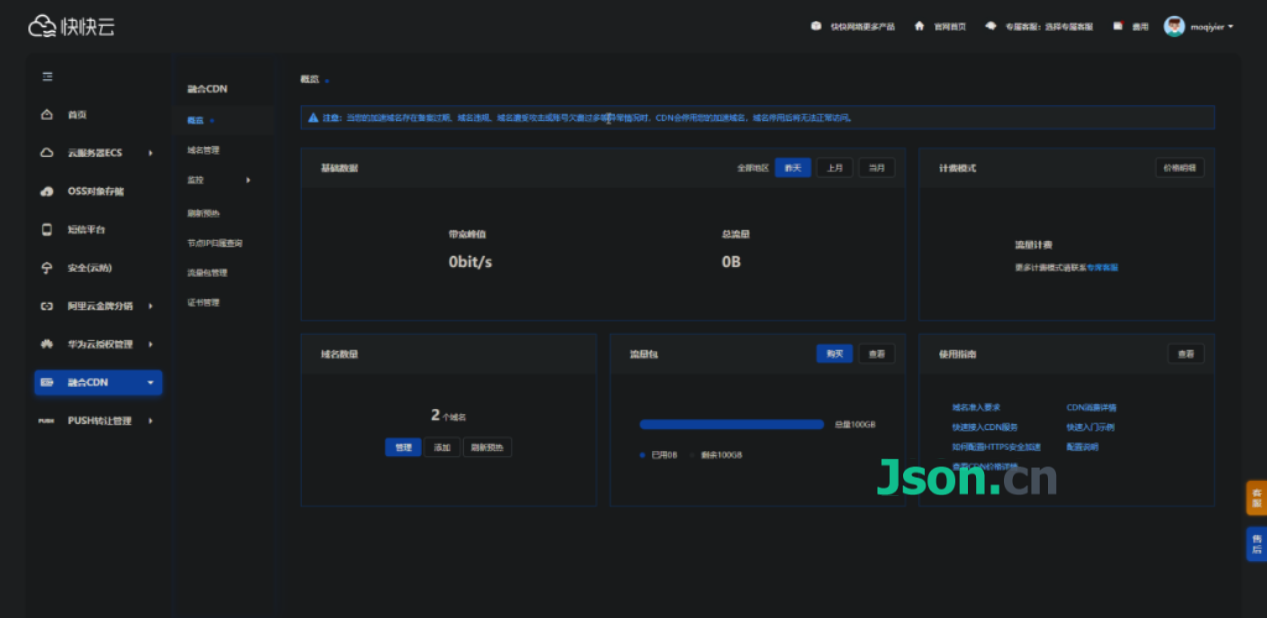 快快云
快快网络更多产品
官网首页
专属客服：选择专属客服
费用
moqiyier
首页
云服务器ECS
OSS对象存储
短信平台
安全(云盾)
阿里云金牌分销
华为云授权管理
融合CDN
PUSH转让管理
融合CDN
概览
域名管理
监控
刷新预热
节点IP归属查询
流量包管理
证书管理
概览
注意：当您的加速域名存在备案过期、域名违规、域名遭受攻击或账号欠费过多等异常情况时，CDN会停用您的加速域名，域名停用后将无法正常访问。
基础数据
全部地区 昨天 上月 当月
带宽峰值
0bit/s
总流量
0B
计费模式
价格明细
流量计费
更多计费模式请联系专属客服
域名数量
2个域名
管理 添加 刷新预热
流量包
购买 查看
总量100GB
已用0B 剩余100GB
使用指南
查看
域名准入要求 CDN消费详情
快速接入CDN服务 快速入门示例
如何配置HTTPS安全加速 配置说明
查看CDN价格详情
Json.cn
客服
售后